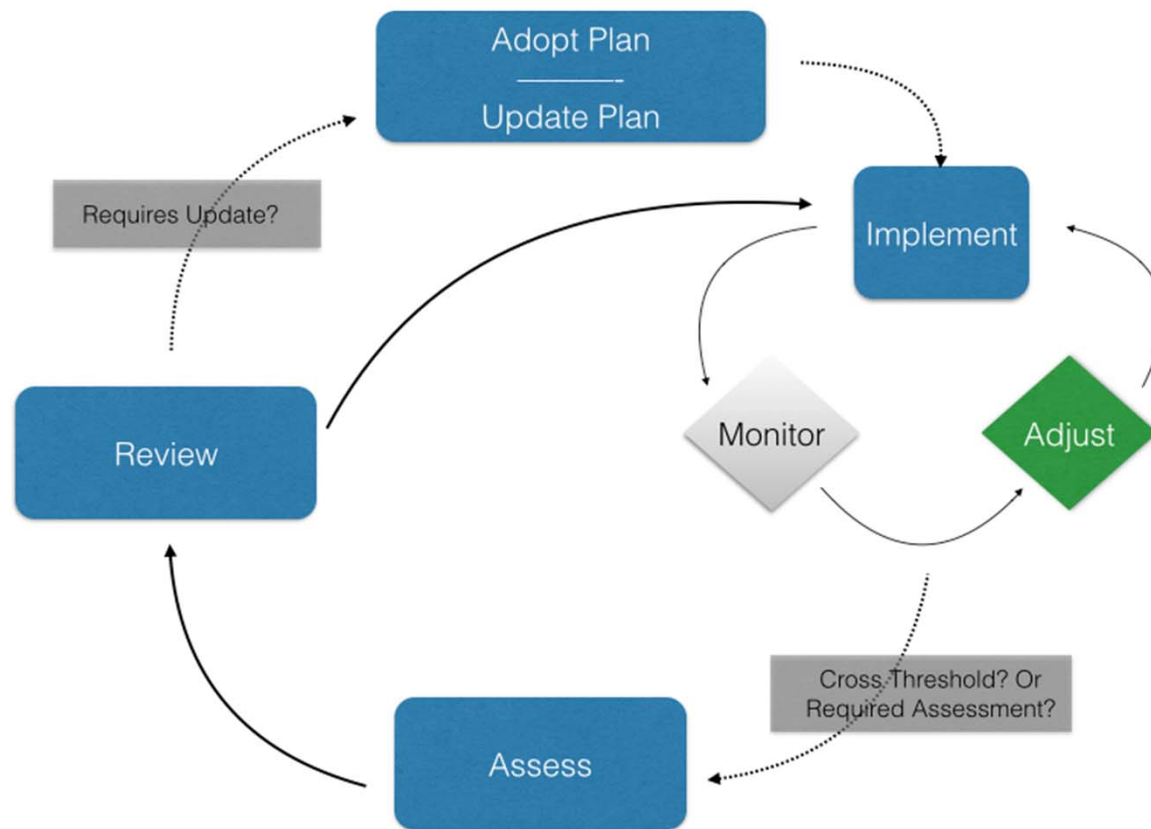 Adopt Plan
Update Plan
Requires Update?
Implement
Review
Monitor
Adjust
Cross Threshold? Or
Required Assessment?
Assess